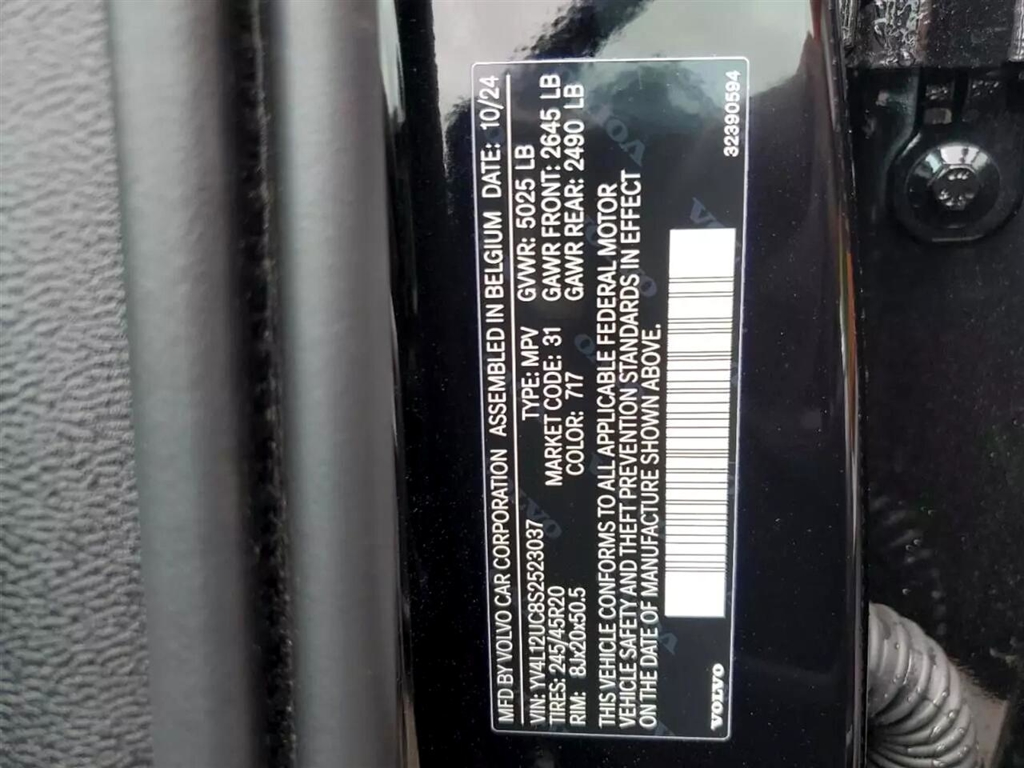 MFD BY VOLVO CAR CORPORATION ASSEMBLED IN BELGIUM DATE: 10/24
VIN: YV4L12UC8S2523037 TYPE: MPV GVWR: 5025 LB
TIRES: 245/45R20 MARKET CODE: 31 GAWR FRONT: 2645 LB
RIM: 8Jx20x50.5 COLOR: 717 GAWR REAR: 2490 LB
THIS VEHICLE CONFORMS TO ALL APPLICABLE FEDERAL MOTOR
VEHICLE SAFETY AND THEFT PREVENTION STANDARDS IN EFFECT
ON THE DATE OF MANUFACTURE SHOWN ABOVE.
VOLVO 32390594